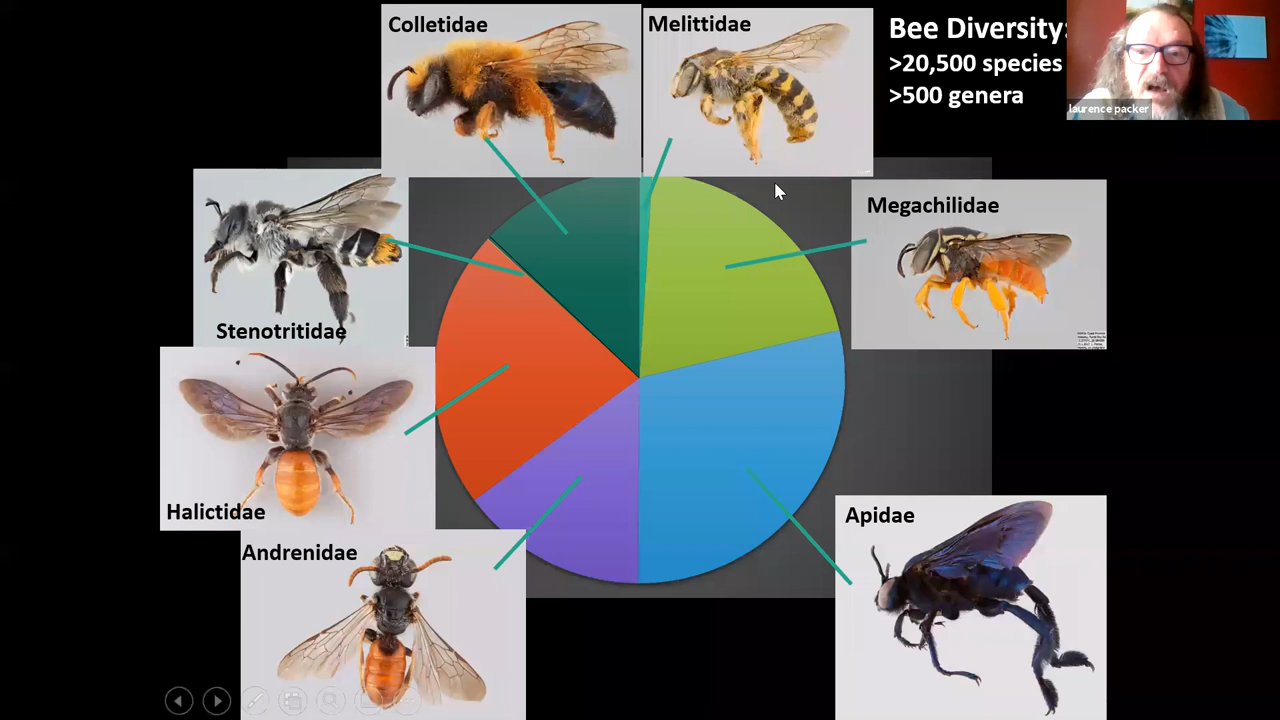 Colletidae
Melittidae
Bee Diversity:
>20,500 species
>500 genera
laurence packer
Megachilidae
Stenotritidae
Halictidae
Andrenidae
Apidae